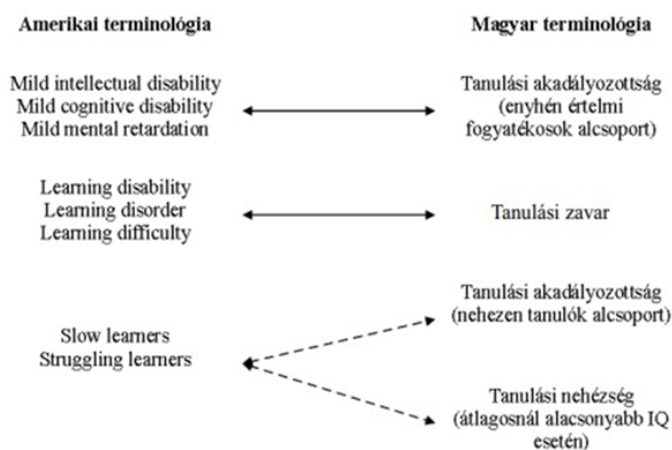 Amerikai terminológia
Magyar terminológia
Mild intellectual disability
Mild cognitive disability
Mild mental retardation
Tanulási akadályozottság
(enyhén értelmi
fogyatékosok alcsoport)
Learning disability
Learning disorder
Learning difficulty
Tanulási zavar
Slow learners
Struggling learners
Tanulási akadályozottság
(nehezen tanulók alcsoport)
Tanulási nehézség
(átlagosnál alacsonyabb IQ
esetén)